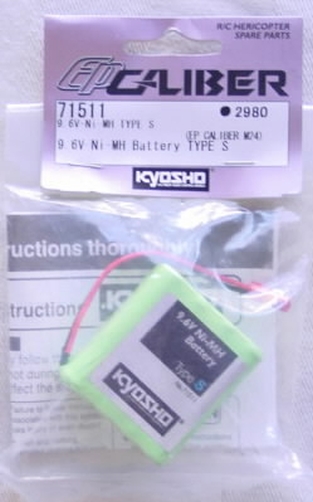 R/C HERICOPTER
SPARE PARTS
EP CALIBER
71511 ●2980
9.6V-Ni-MH TYPE S
(EP CALIBER M24)
9.6V Ni-MH Battery TYPE S
KYOSHO
ructions thoroughly
structions
9.6V Ni-MH
Battery
Type S
KYOSHO